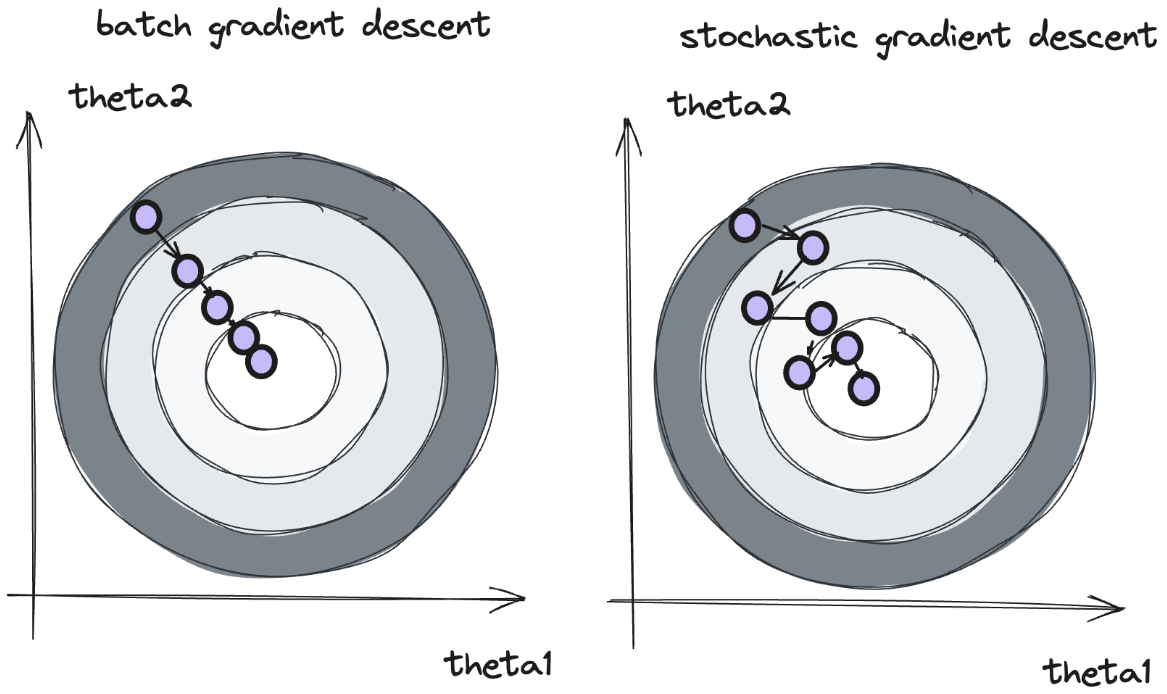 batch gradient descent
theta2
theta1
stochastic gradient descent
theta2
theta1